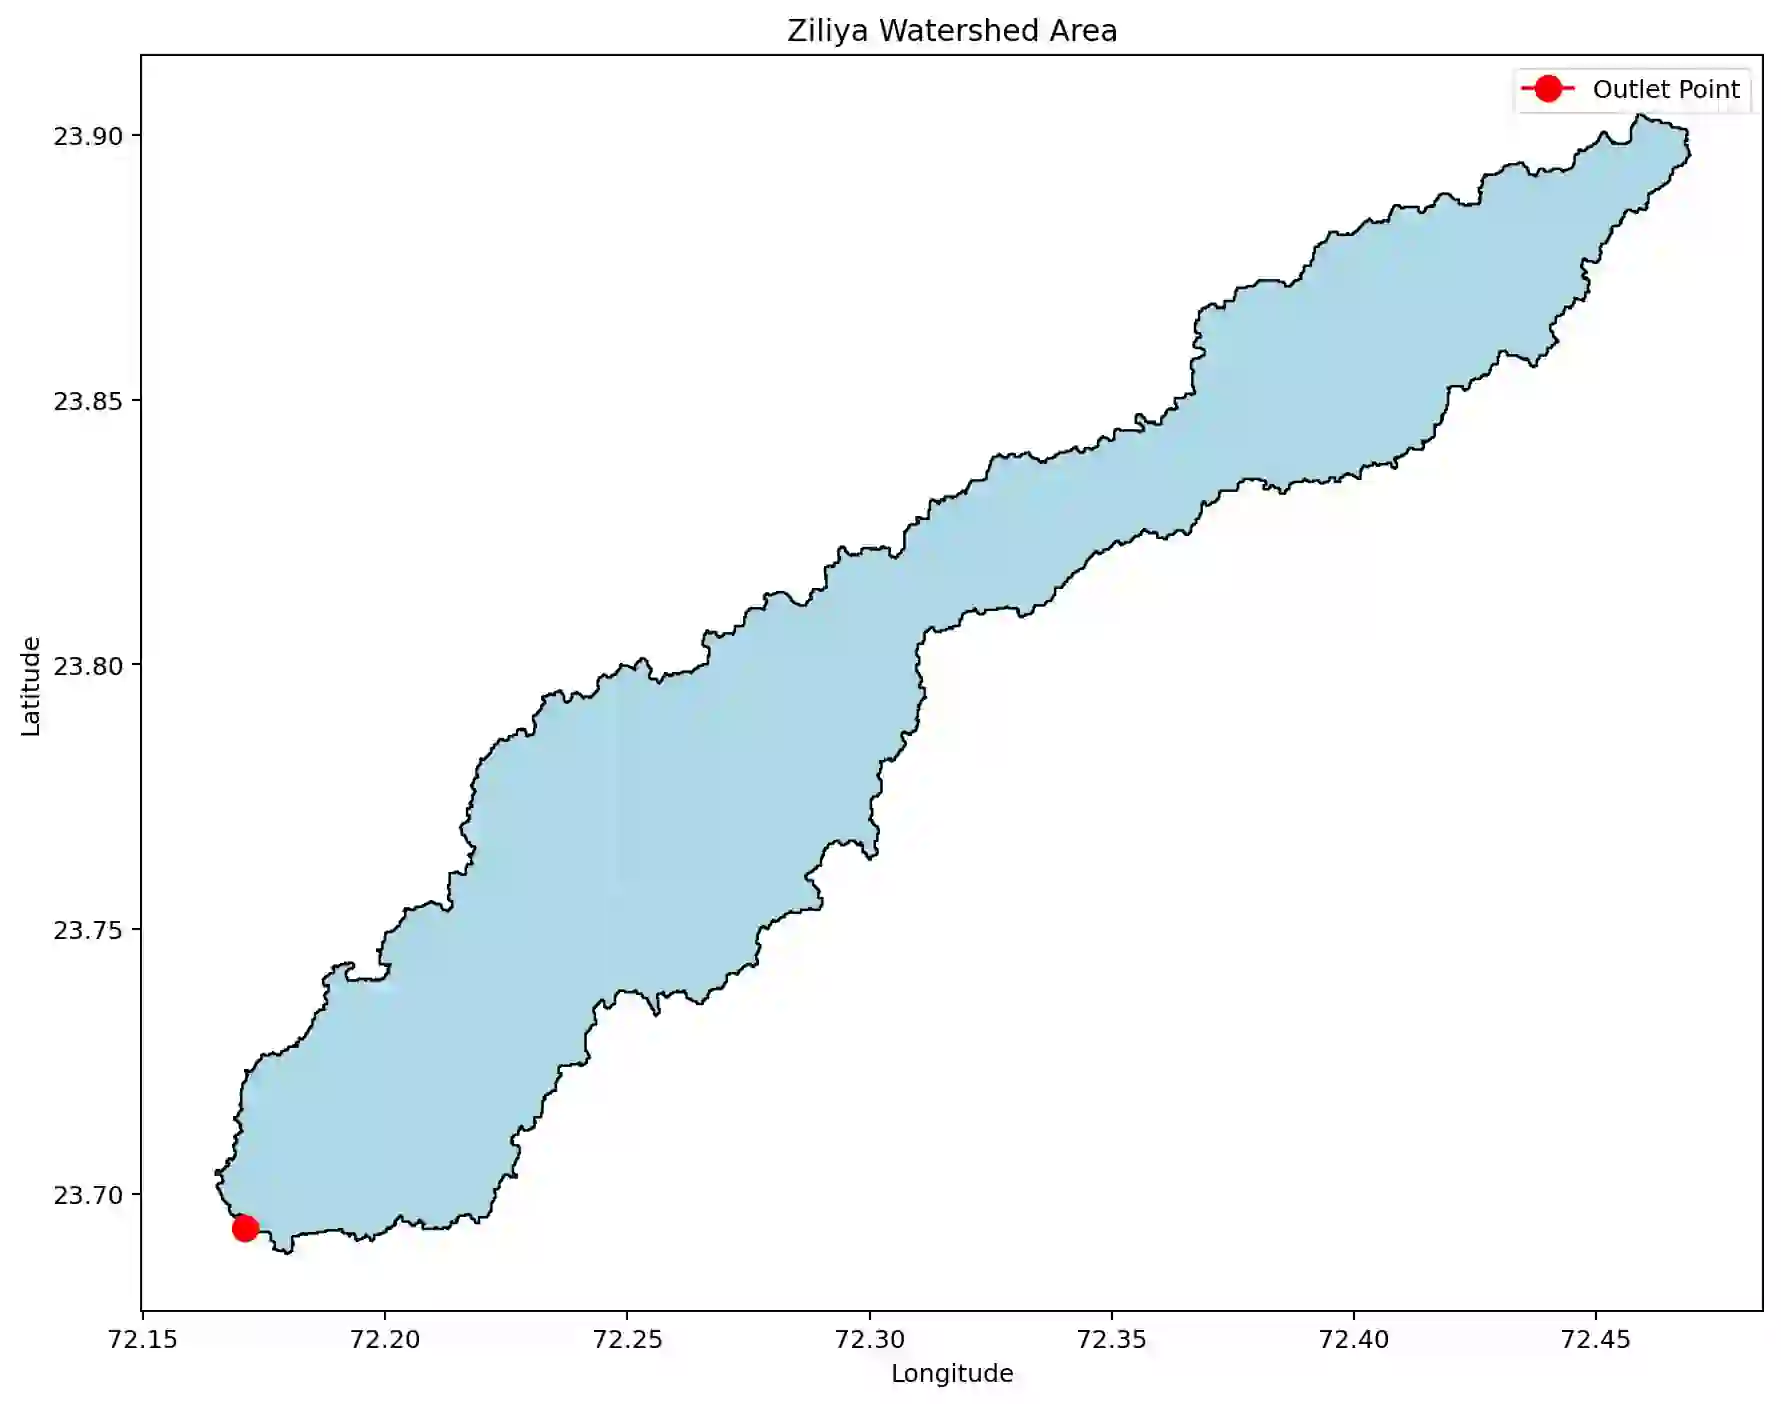 Ziliya Watershed Area
Outlet Point
23.90
23.85
23.80
23.75
23.70
Latitude
72.15 72.20 72.25 72.30 72.35 72.40 72.45
Longitude